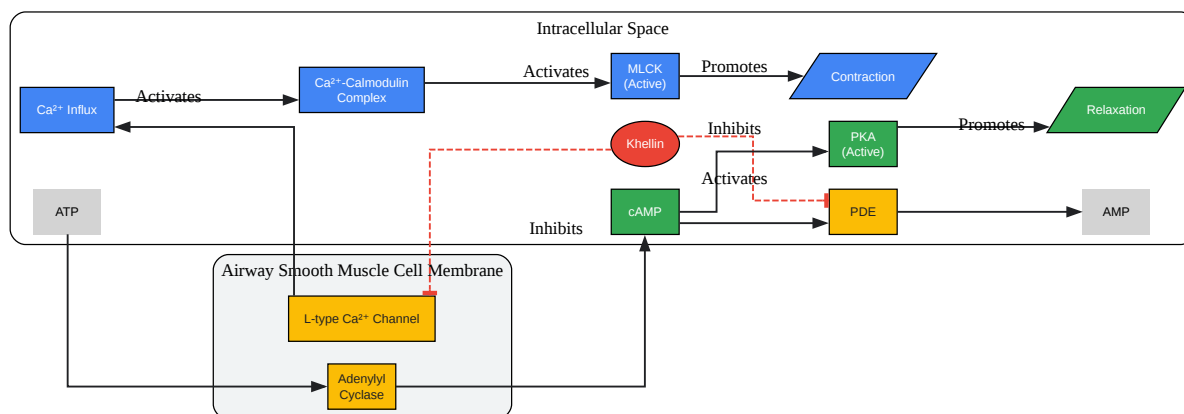 Intracellular Space
Ca²⁺ Influx
Activates
Ca²⁺-Calmodulin
Complex
Activates
MLCK
(Active)
Promotes
Contraction
Khellin
Inhibits
PKA
(Active)
Promotes
Relaxation
ATP
cAMP
Activates
PDE
AMP
Inhibits
Airway Smooth Muscle Cell Membrane
L-type Ca²⁺ Channel
Adenylyl
Cyclase